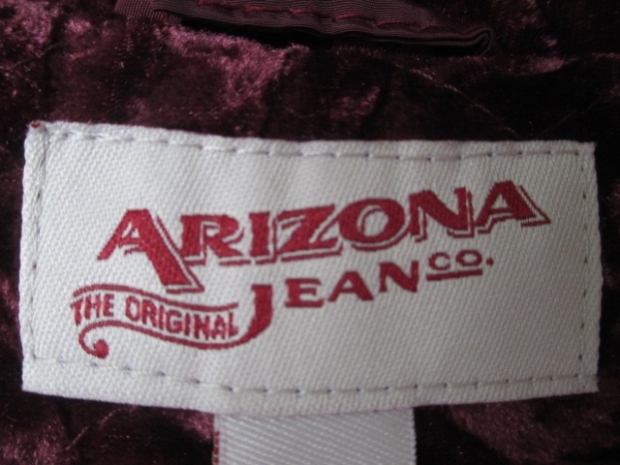 ARIZONA
JEAN CO.
THE ORIGINAL